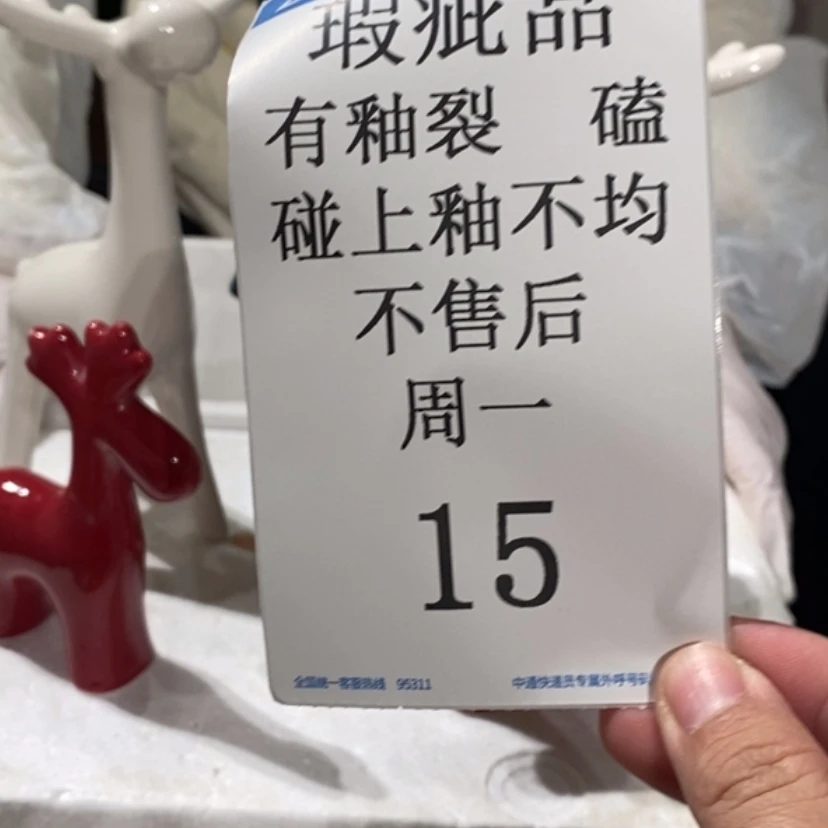 瑕疵品
有釉裂 磕
碰上釉不均
不售后
周一
15
全国统一客服热线 95311
中通快递员专属外呼号码